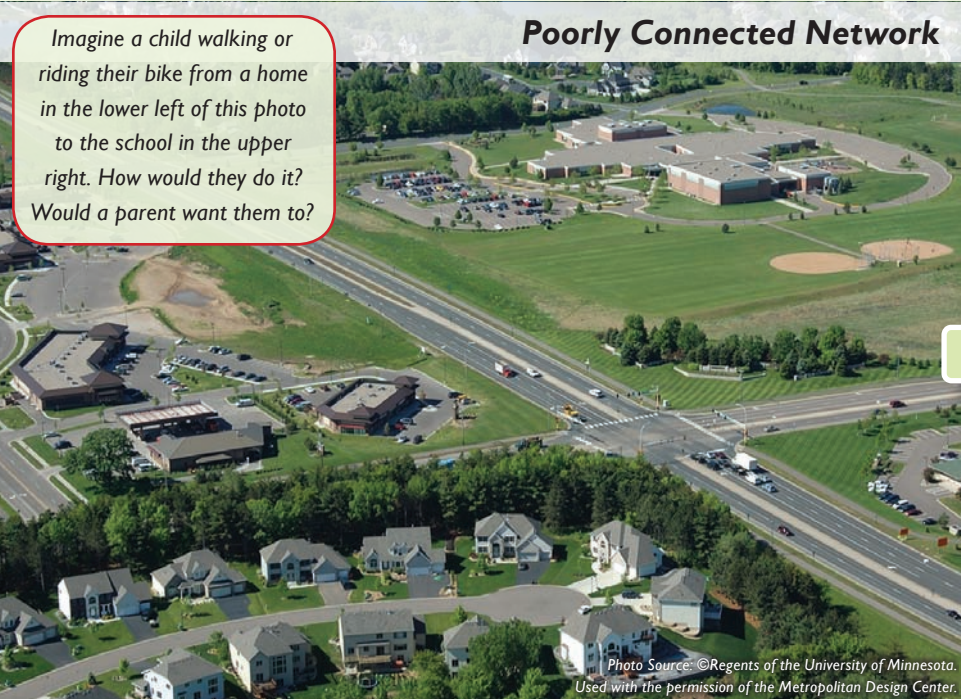 Poorly Connected Network
Imagine a child walking or
riding their bike from a home
in the lower left of this photo
to the school in the upper
right. How would they do it?
Would a parent want them to?
Photo Source: ©Regents of the University of Minnesota.
Used with the permission of the Metropolitan Design Center.